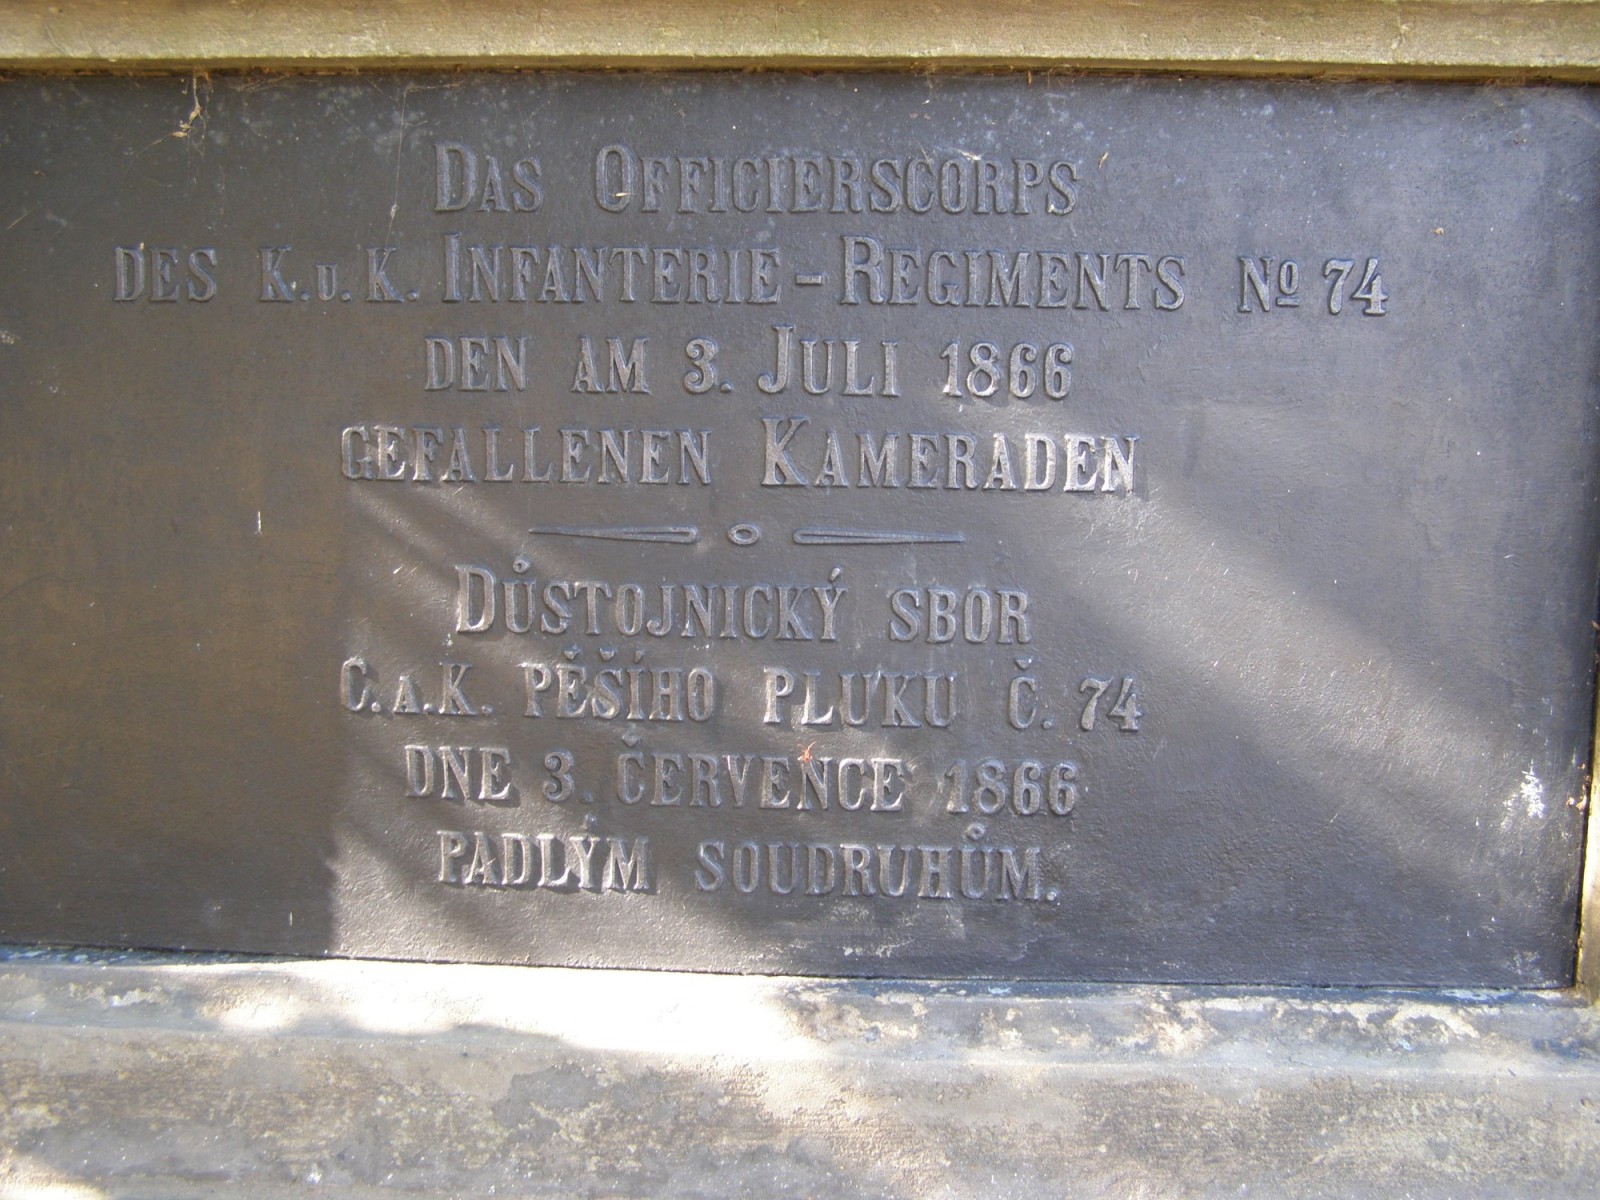 Das Officierscorps
des K.u.K. Infanterie-Regiments No 74
den am 3. Juli 1866
gefallenen Kameraden
Důstojnický sbor
C.a.K. pěšího pluku č. 74
dne 3. července 1866
padlým soudruhům.